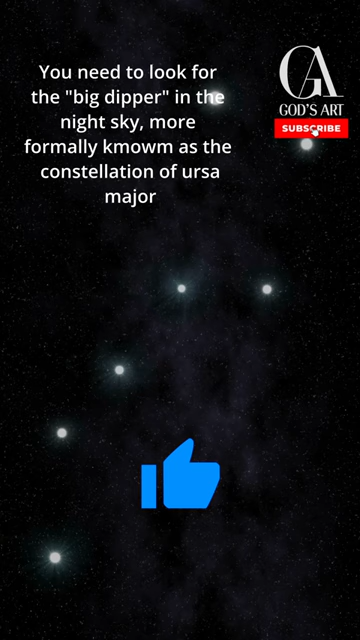 You need to look for
the "big dipper" in the
night sky, more
formally kmowm as the
constellation of ursa
major
GA
GOD'S ART
SUBSCRIBE